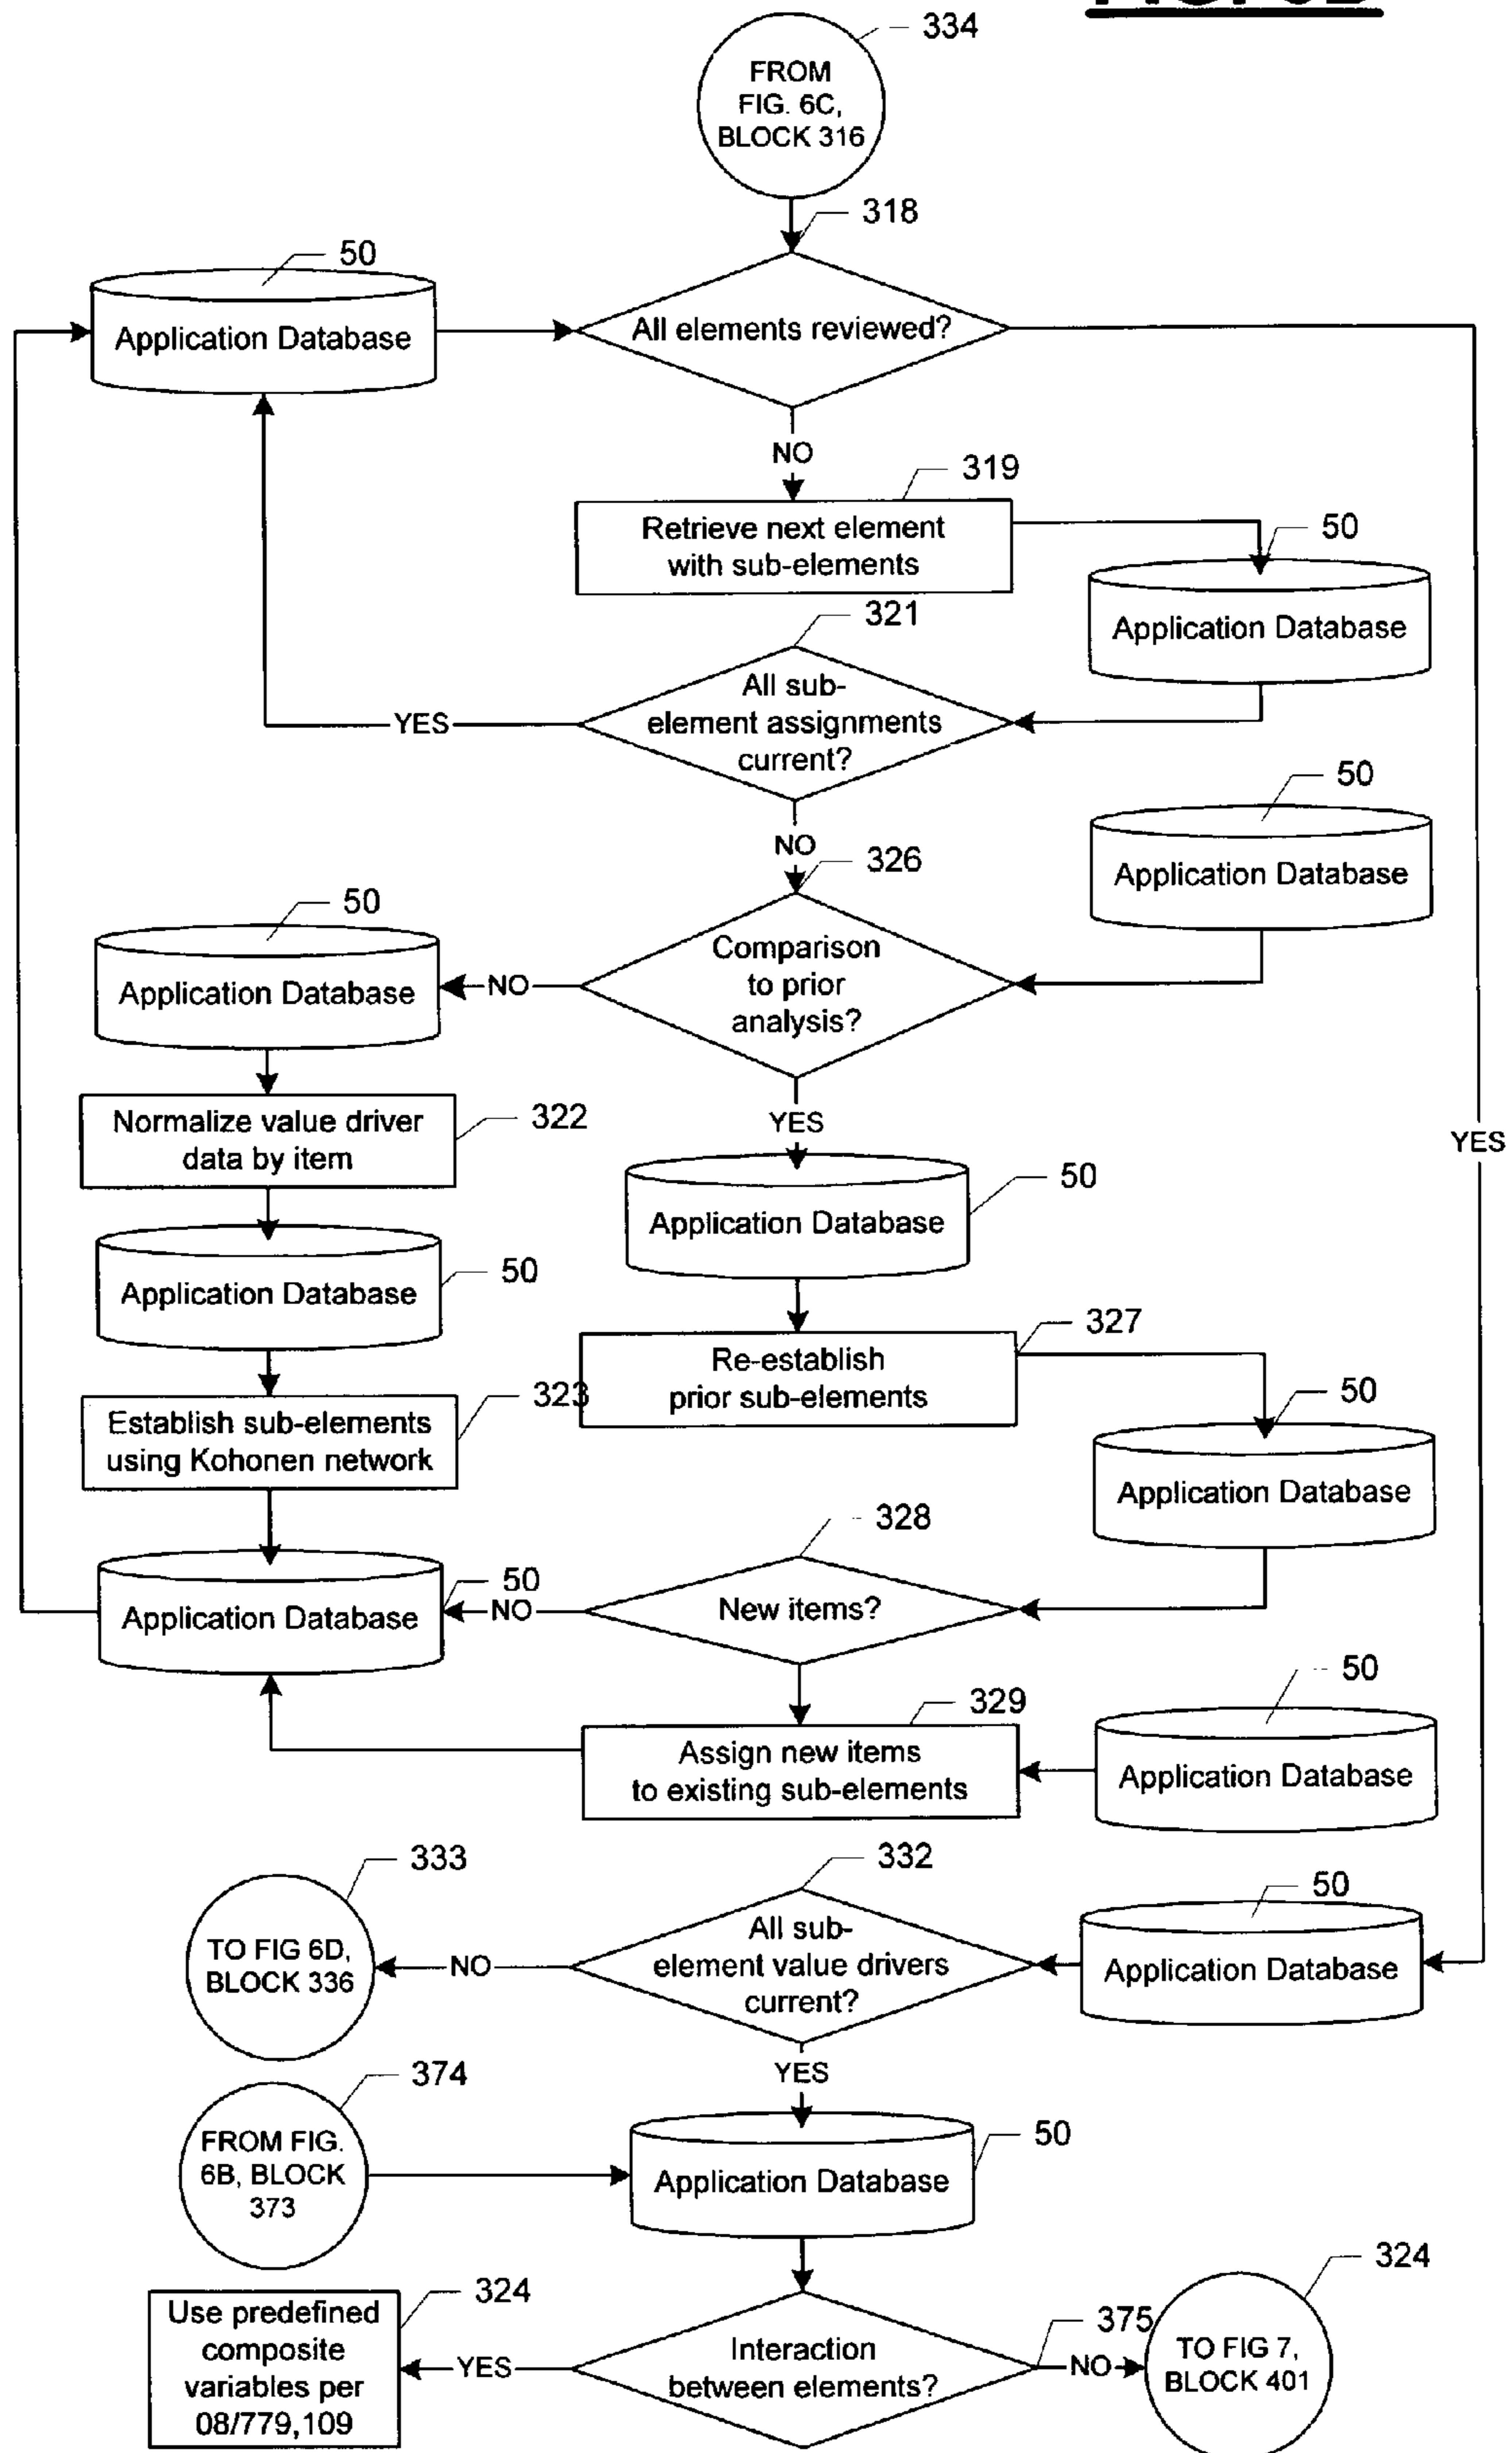 334
FROM
FIG. 6C,
BLOCK 316
318
50
Application Database
All elements reviewed?
NO
319
Retrieve next element
with sub-elements
50
Application Database
321
All sub-
element assignments
current?
YES
50
Application Database
NO
326
Comparison
to prior
analysis?
50
Application Database
NO
YES
YES
Normalize value driver
data by item
322
50
Application Database
50
Application Database
327
Re-establish
prior sub-elements
323
Establish sub-elements
using Kohonen network
50
Application Database
328
New items?
50
NO
Application Database
50
329
Assign new items
to existing sub-elements
Application Database
333
TO FIG 6D,
BLOCK 336
332
All sub-
element value drivers
current?
NO
50
Application Database
YES
374
FROM FIG.
6B, BLOCK
373
50
Application Database
324
Use predefined
composite
variables per
08/779,109
YES
Interaction
between elements?
375
NO
324
TO FIG 7,
BLOCK 401